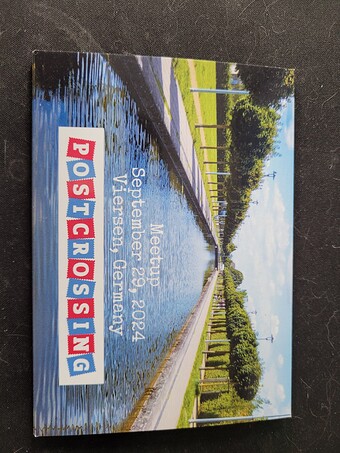 Meetup
September 29, 2024
Viersen, Germany
POSTCROSSING